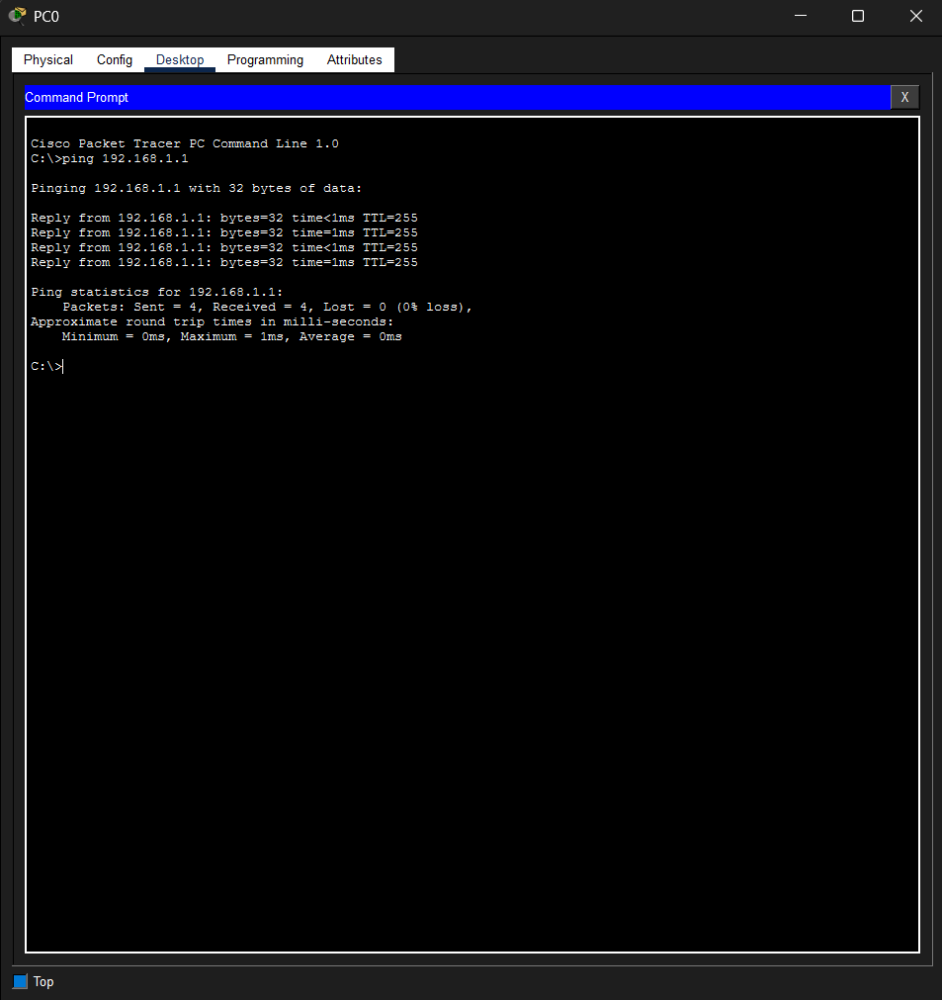 PC0
Physical Config Desktop Programming Attributes
Command Prompt X
Cisco Packet Tracer PC Command Line 1.0
C:\>ping 192.168.1.1
Pinging 192.168.1.1 with 32 bytes of data:
Reply from 192.168.1.1: bytes=32 time<1ms TTL=255
Reply from 192.168.1.1: bytes=32 time=1ms TTL=255
Reply from 192.168.1.1: bytes=32 time<1ms TTL=255
Reply from 192.168.1.1: bytes=32 time=1ms TTL=255
Ping statistics for 192.168.1.1:
Packets: Sent = 4, Received = 4, Lost = 0 (0% loss),
Approximate round trip times in milli-seconds:
Minimum = 0ms, Maximum = 1ms, Average = 0ms
C:\>
Top